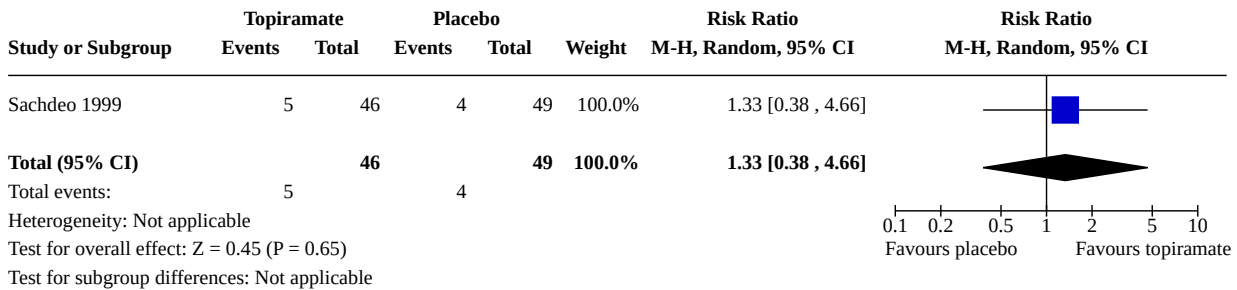 Topiramate Placebo Risk Ratio Risk Ratio
Study or Subgroup Events Total Events Total Weight M-H, Random, 95% CI M-H, Random, 95% CI
Sachdeo 1999 5 46 4 49 100.0% 1.33 [0.38 , 4.66]
Total (95% CI) 46 49 100.0% 1.33 [0.38 , 4.66]
Total events: 5 4
Heterogeneity: Not applicable
Test for overall effect: Z = 0.45 (P = 0.65)
Test for subgroup differences: Not applicable
0.1 0.2 0.5 1 2 5 10
Favours placebo Favours topiramate